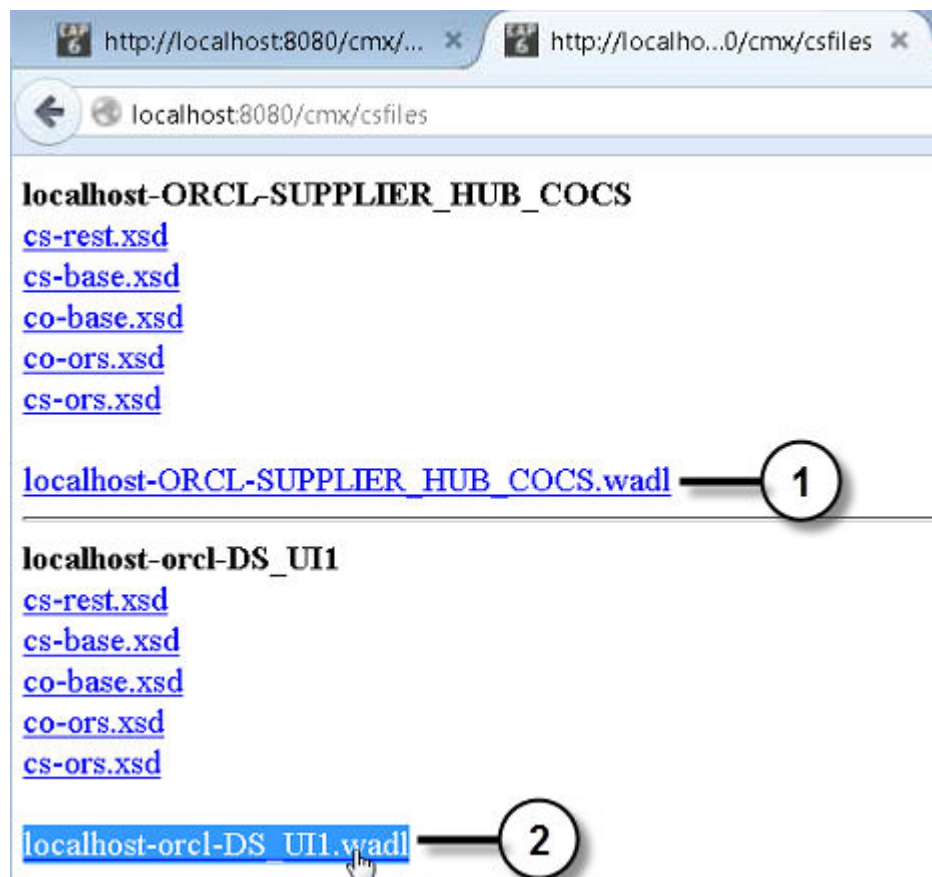 http://localhost:8080/cmx/... × http://localho...0/cmx/csfiles ×
localhost:8080/cmx/csfiles
localhost-ORCL-SUPPLIER_HUB_COCS
cs-rest.xsd
cs-base.xsd
co-base.xsd
co-ors.xsd
cs-ors.xsd
localhost-ORCL-SUPPLIER_HUB_COCS.wadl 1
localhost-orcl-DS_UI1
cs-rest.xsd
cs-base.xsd
co-base.xsd
co-ors.xsd
cs-ors.xsd
localhost-orcl-DS_UI1.wadl 2